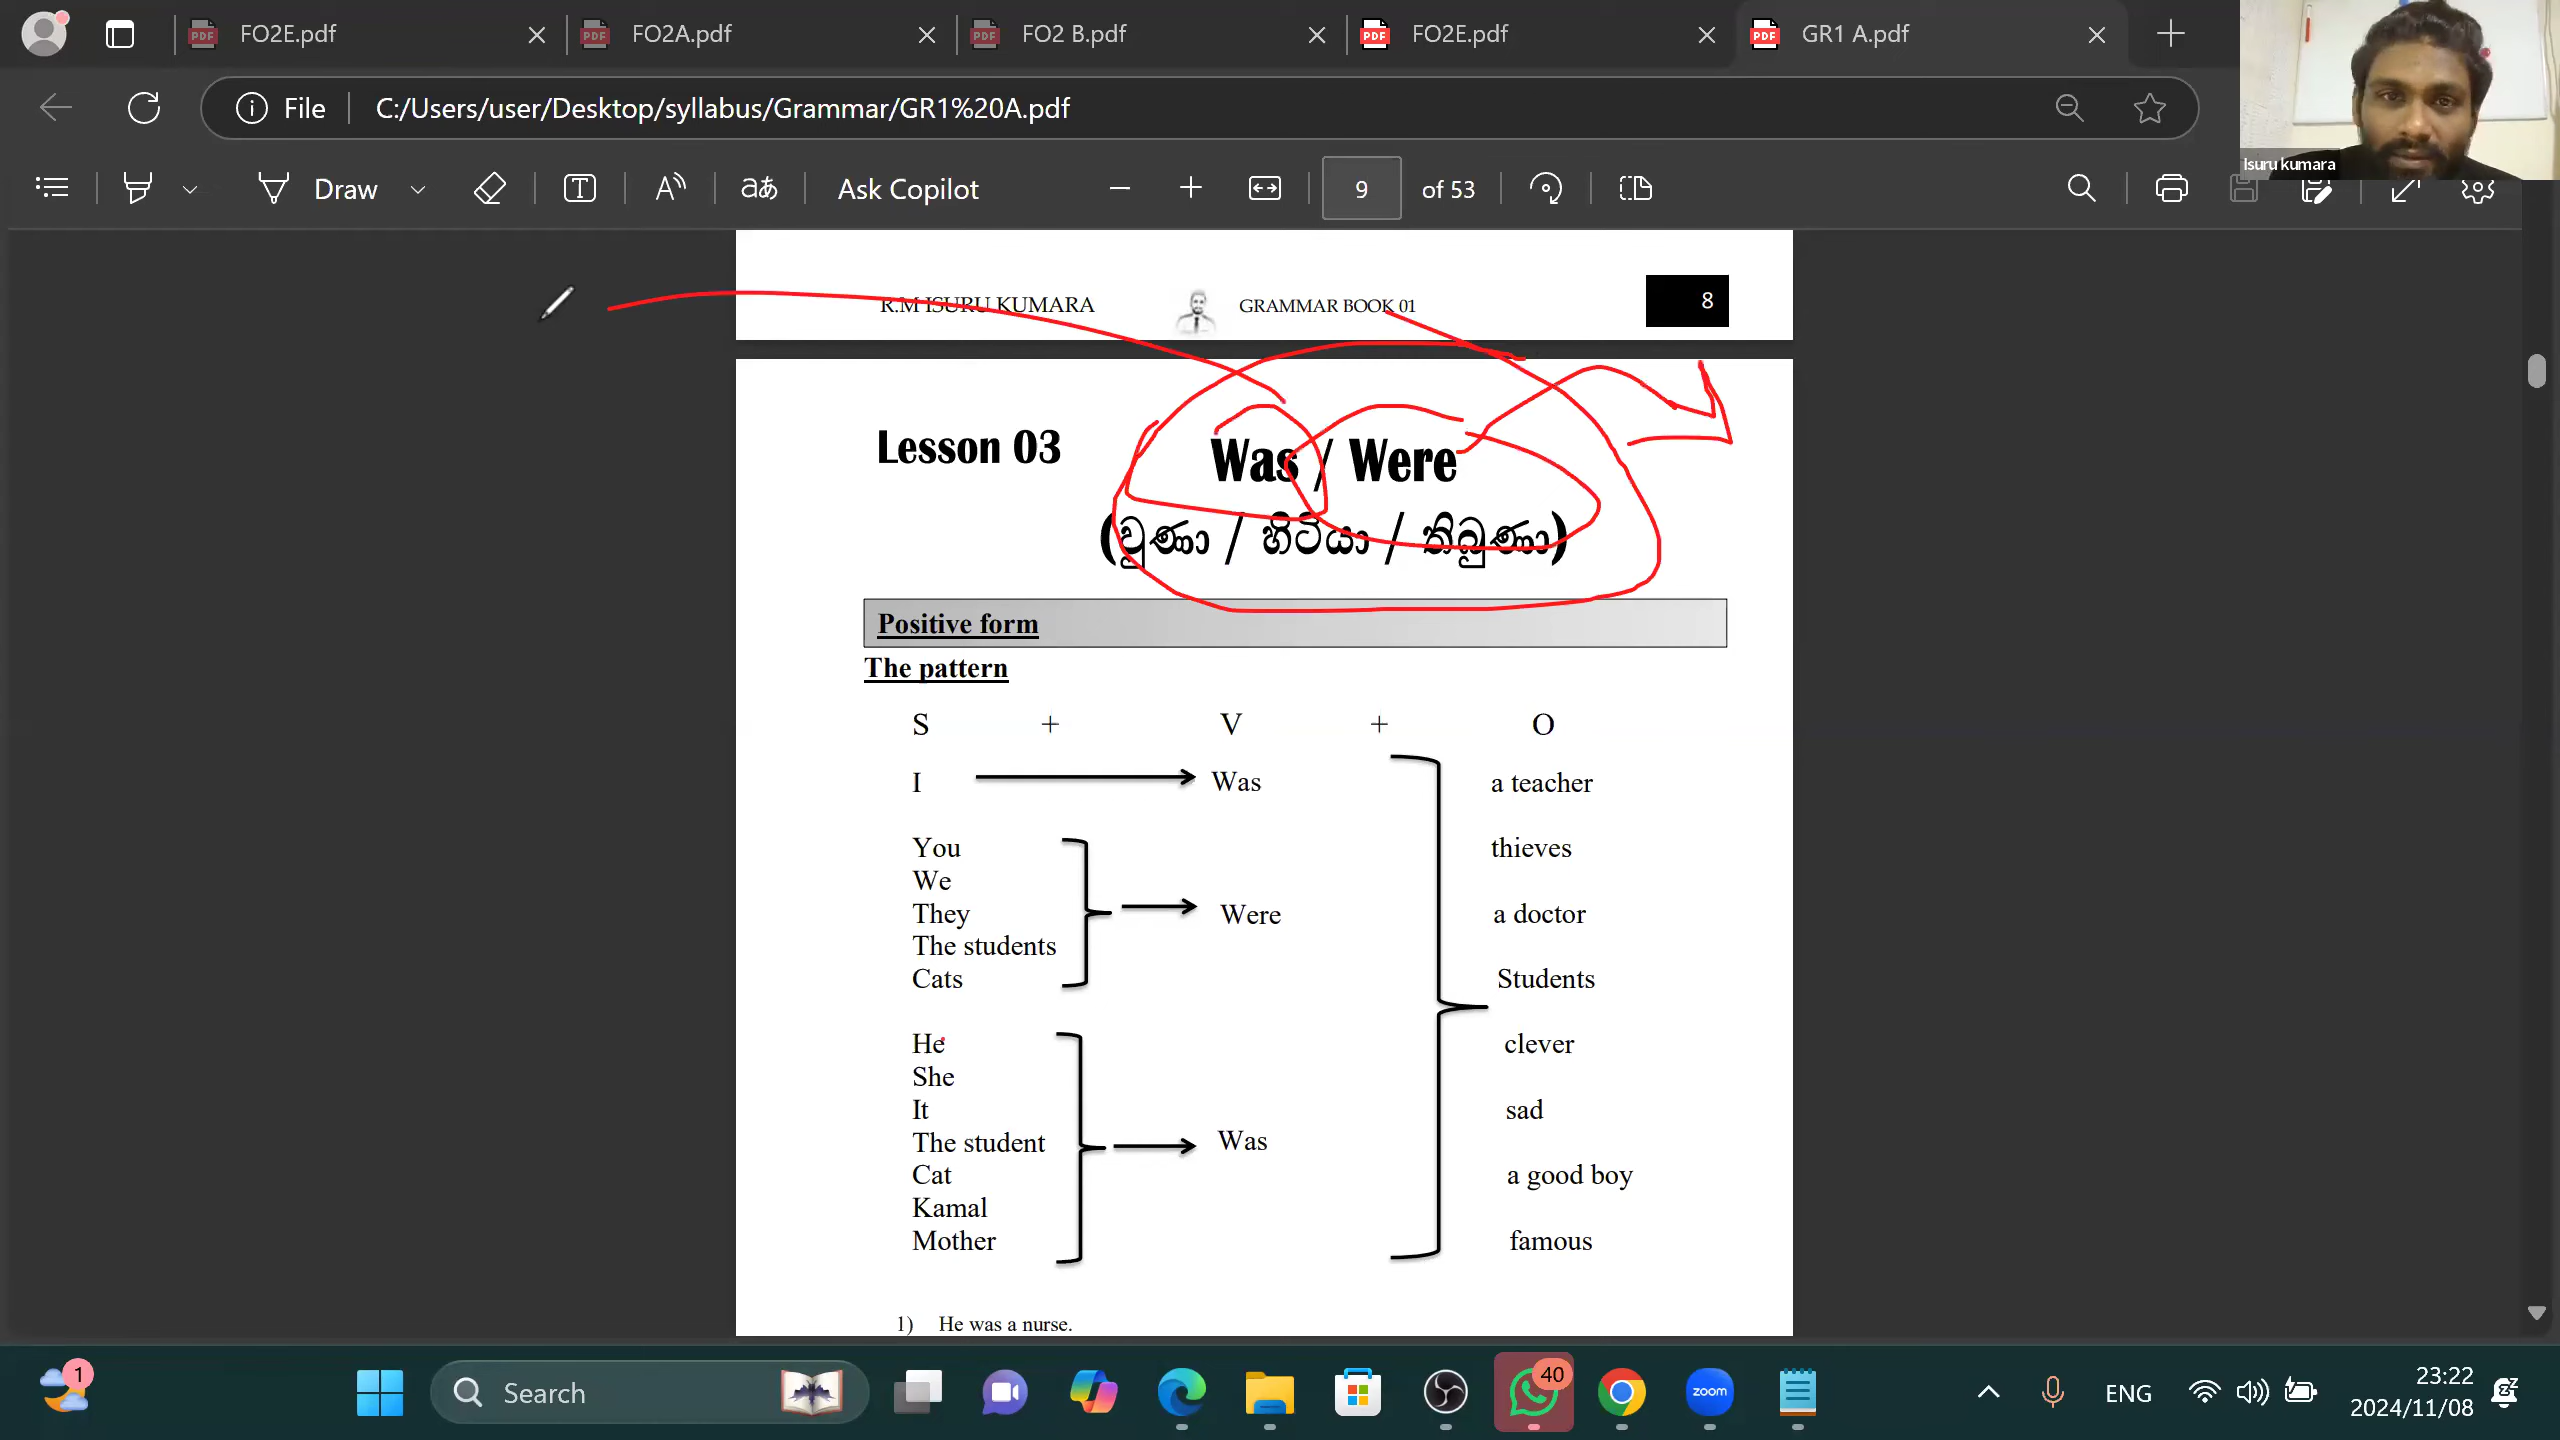 FO2E.pdf
FO2A.pdf
FO2 B.pdf
FO2E.pdf
GR1 A.pdf
File
C:/Users/user/Desktop/syllabus/Grammar/GR1%20A.pdf
Isuru kumara
Draw
aあ
Ask Copilot
9 of 53
R.M ISURU KUMARA
GRAMMAR BOOK 01
8
Lesson 03
Was / Were
(වුණා / හිටියා / තිබුණා)
Positive form
The pattern
S + V + O
I Was a teacher
You thieves
We
They Were a doctor
The students
Cats Students
He clever
She
It sad
The student Was
Cat a good boy
Kamal
Mother famous
1) He was a nurse.
1
Search
40
zoom
ENG
23:22
2024/11/08